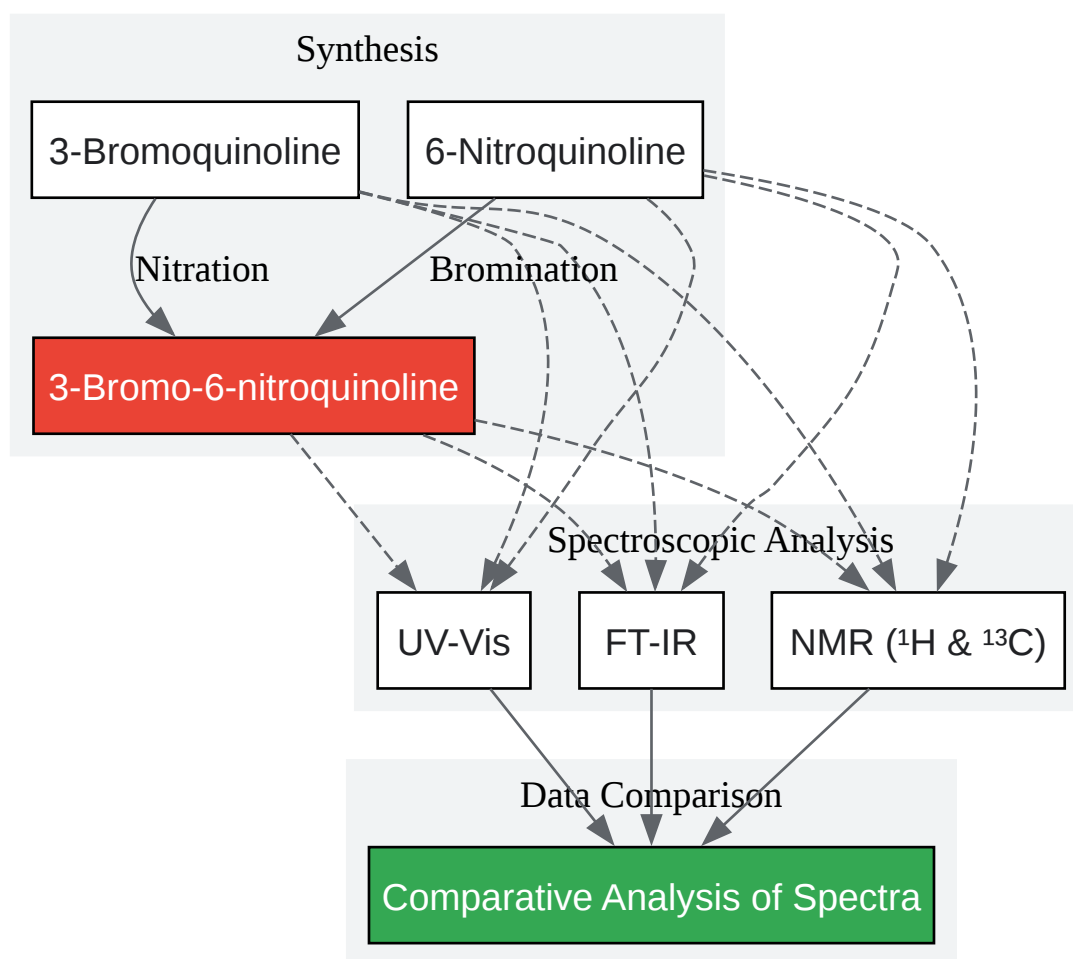 Synthesis
3-Bromoquinoline
6-Nitroquinoline
Nitration
Bromination
3-Bromo-6-nitroquinoline
Spectroscopic Analysis
UV-Vis
FT-IR
NMR (¹H & ¹³C)
Data Comparison
Comparative Analysis of Spectra